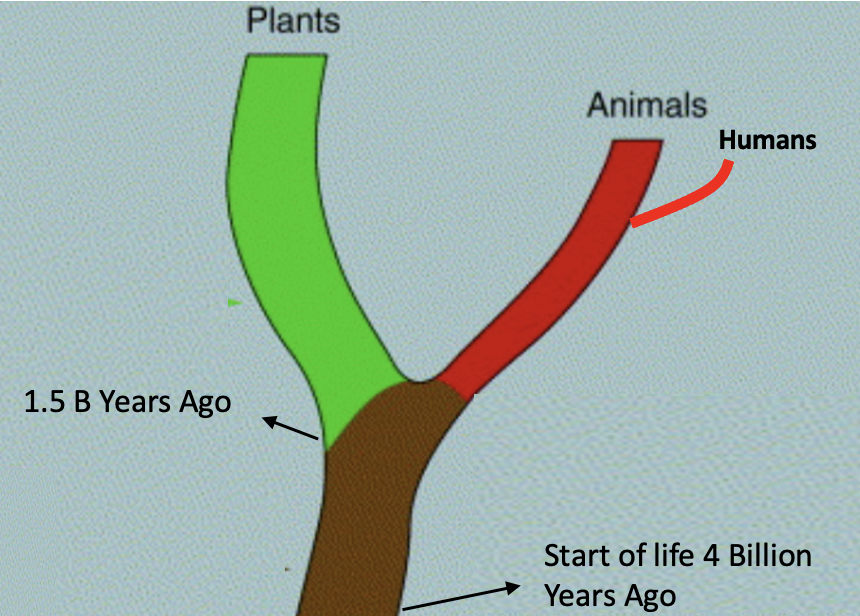 Plants
Animals
Humans
1.5 B Years Ago
Start of life 4 Billion
Years Ago